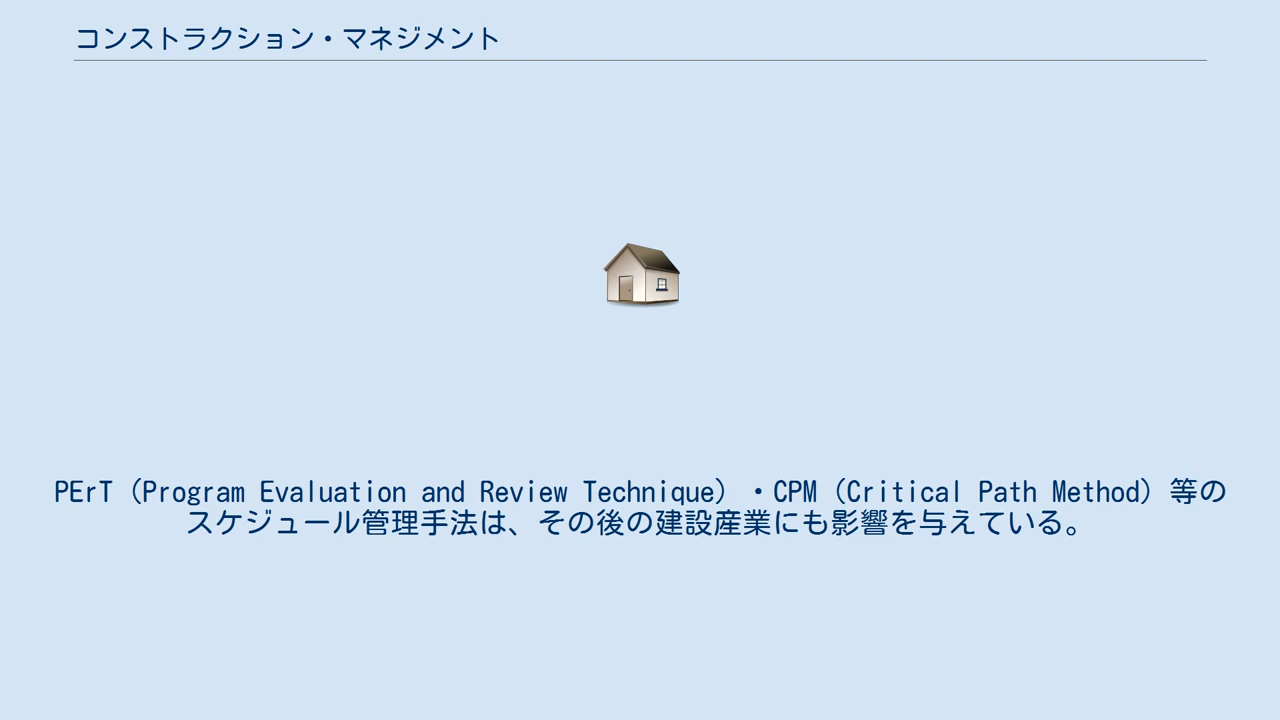 コンストラクション・マネジメント
PErT（Program Evaluation and Review Technique）・CPM（Critical Path Method）等の
スケジュール管理手法は、その後の建設産業にも影響を与えている。